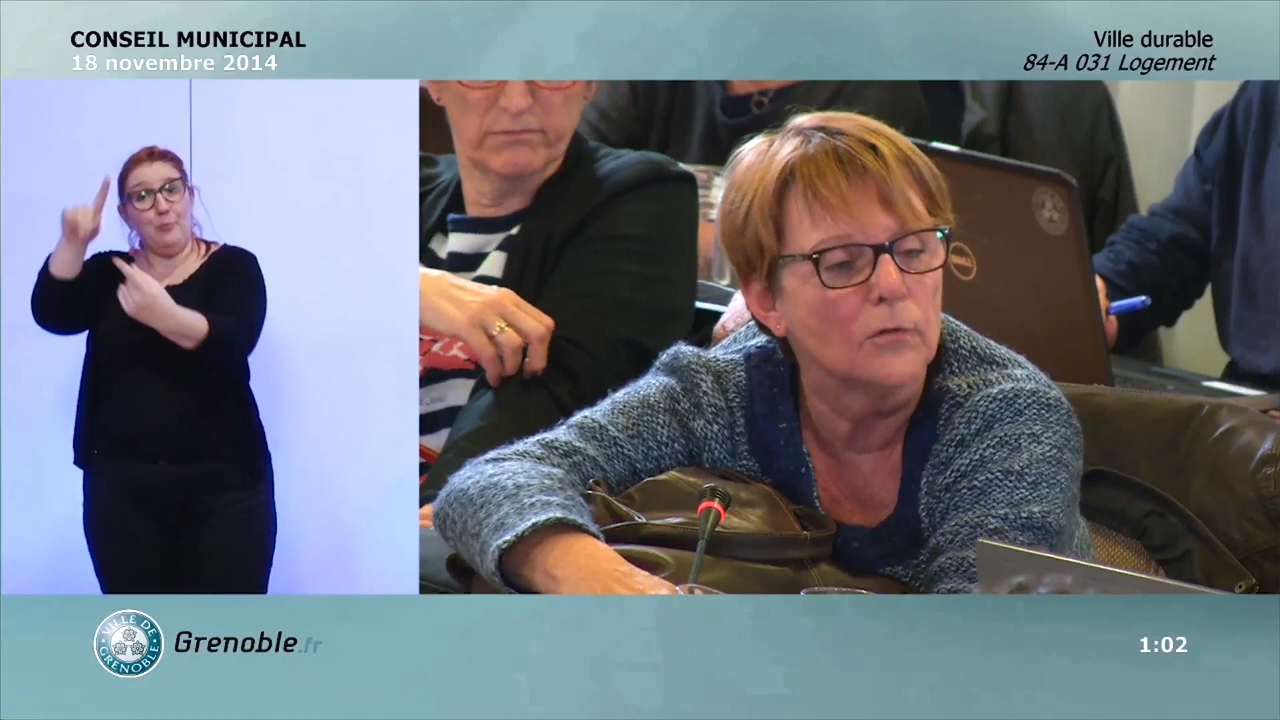 CONSEIL MUNICIPAL
18 novembre 2014
Ville durable
84-A 031 Logement
DELL
VILLE DE
GRENOBLE
Grenoble.fr
1:02